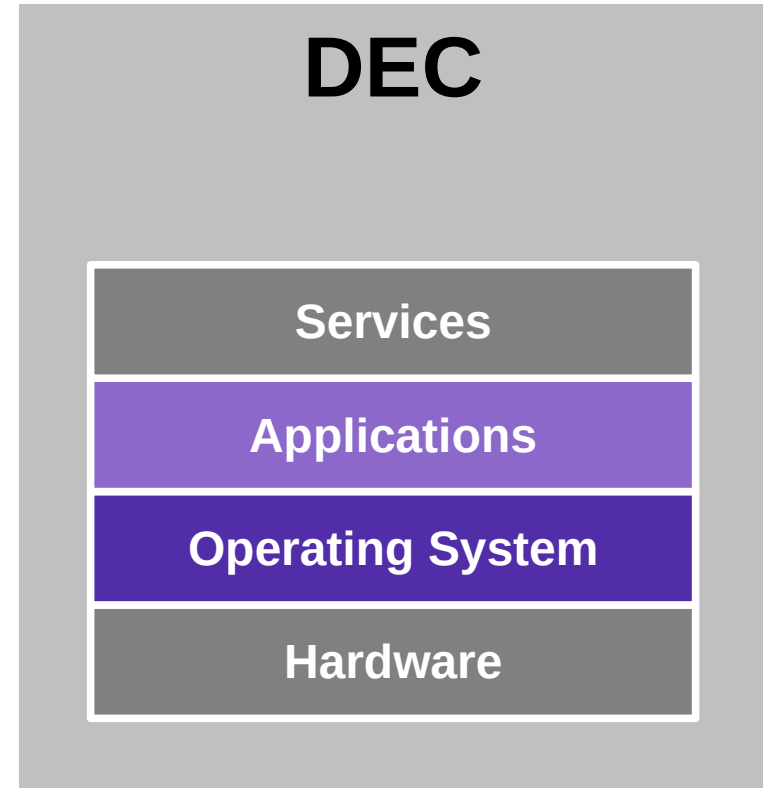 DEC
Services
Applications
Operating System
Hardware